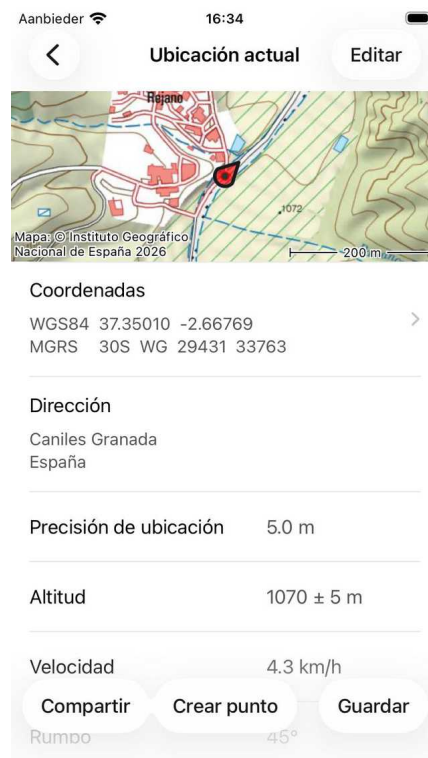 Aanbieder 16:34
Ubicación actual Editar
Rejano
.1072
Mapa: © Instituto Geográfico
Nacional de España 2026
200 m
Coordenadas
WGS84 37.35010 -2.66769
MGRS 30S WG 29431 33763
Dirección
Caniles Granada
España
Precisión de ubicación 5.0 m
Altitud 1070 ± 5 m
Velocidad 4.3 km/h
Compartir Crear punto Guardar
Rumbo 45°